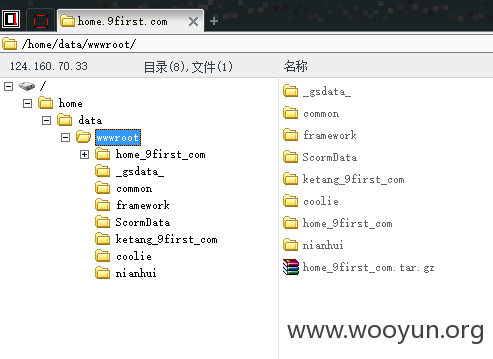 home.9first.com
/home/data/wwwroot/
124.160.70.33 目录(8),文件(1) 名称
/
home
data
wwwroot
home_9first_com
_gsdata_
common
framework
ScormData
ketang_9first_com
coolie
nianhui
_gsdata_
common
framework
ScormData
ketang_9first_com
coolie
home_9first_com
nianhui
home_9first_com.tar.gz
www.wooyun.org